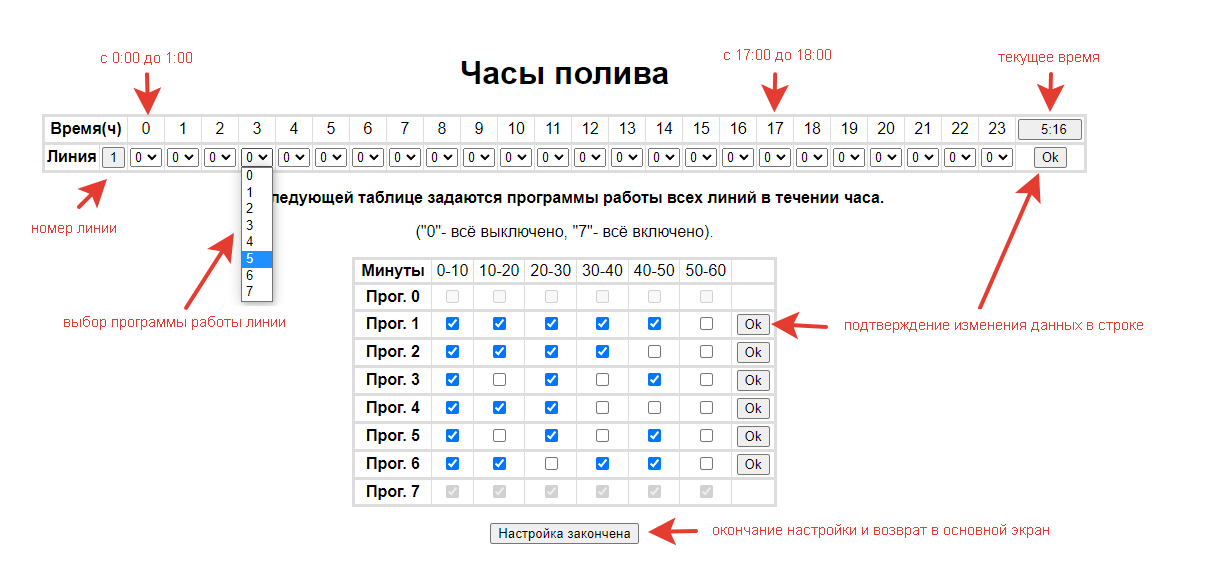 с 0:00 до 1:00
с 17:00 до 18:00
текущее время
Часы полива
Время(ч) 0 1 2 3 4 5 6 7 8 9 10 11 12 13 14 15 16 17 18 19 20 21 22 23 5:16
Линия 1 0 0 0 0 0 0 0 0 0 0 0 0 0 0 0 0 0 0 0 0 0 0 0 0 Ok
0
1
2
3
4
5
6
7
ледующей таблице задаются программы работы всех линий в течении часа.
номер линии
("0"- всё выключено, "7"- всё включено).
выбор программы работы линии
Минуты 0-10 10-20 20-30 30-40 40-50 50-60
Прог. 0
Прог. 1 Ok
подтверждение изменения данных в строке
Прог. 2 Ok
Прог. 3 Ok
Прог. 4 Ok
Прог. 5 Ok
Прог. 6 Ok
Прог. 7
Настройка закончена
окончание настройки и возврат в основной экран